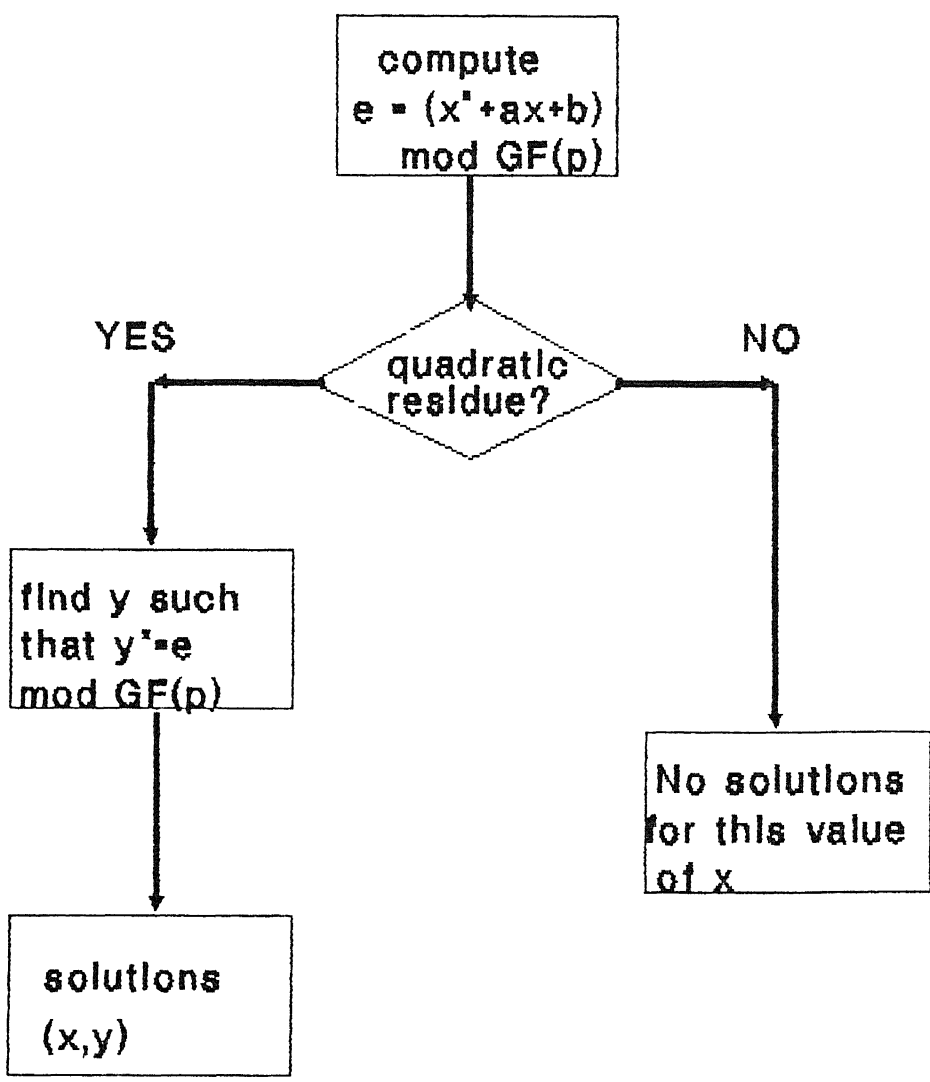 compute
e = (x³+ax+b)
mod GF(p)
YES
quadratic
residue?
NO
find y such
that y²=e
mod GF(p)
No solutions
for this value
of x
solutions
(x,y)